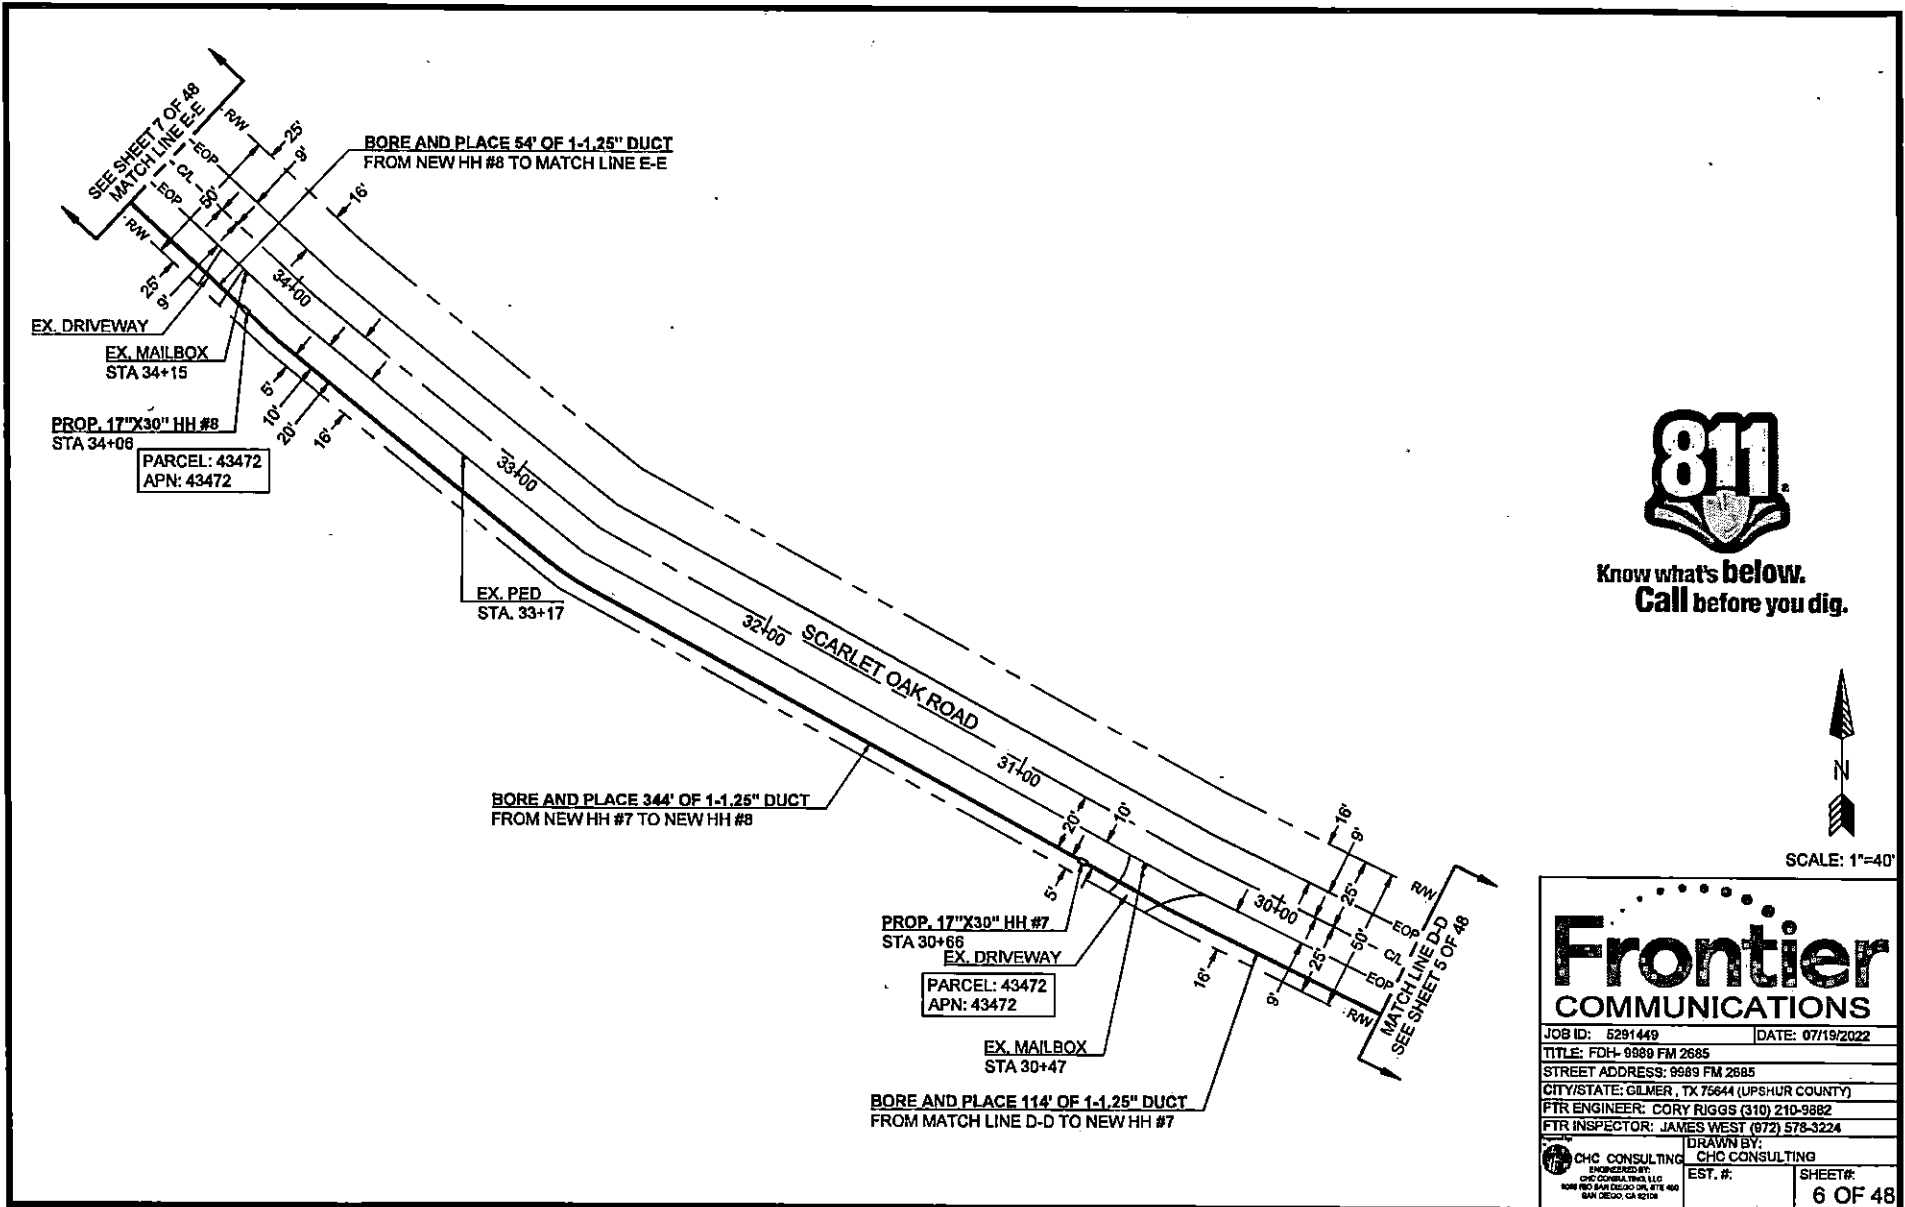 SEE SHEET 7 OF 48
MATCH LINE E-E
R/W
EOP
C/L
EOP
R/W
25'
9'
16'
50'
25'
9'
BORE AND PLACE 54' OF 1-1.25" DUCT
FROM NEW HH #8 TO MATCH LINE E-E
EX. DRIVEWAY
EX. MAILBOX
STA 34+15
PROP. 17"X30" HH #8
STA 34+06
PARCEL: 43472
APN: 43472
34+00
5'
10'
20'
16'
33+00
EX. PED
STA. 33+17
32+00
SCARLET OAK ROAD
31+00
BORE AND PLACE 344' OF 1-1.25" DUCT
FROM NEW HH #7 TO NEW HH #8
20'
10'
5'
16'
9'
PROP. 17"X30" HH #7
STA 30+66
EX. DRIVEWAY
PARCEL: 43472
APN: 43472
30+00
25'
50'
25'
9'
16'
R/W
EOP
C/L
EOP
R/W
MATCH LINE D-D
SEE SHEET 5 OF 48
EX. MAILBOX
STA 30+47
BORE AND PLACE 114' OF 1-1.25" DUCT
FROM MATCH LINE D-D TO NEW HH #7
811
Know what's below.
Call before you dig.
N
SCALE: 1"=40'
Frontier
COMMUNICATIONS
JOB ID: 5291449
DATE: 07/19/2022
TITLE: FDH- 9989 FM 2685
STREET ADDRESS: 9989 FM 2685
CITY/STATE: GILMER , TX 75644 (UPSHUR COUNTY)
FTR ENGINEER: CORY RIGGS (310) 210-9882
FTR INSPECTOR: JAMES WEST (972) 578-3224
CHC CONSULTING
ENGINEERED BY:
CHC CONSULTING, LLC
SAN DIEGO, CA 92108
DRAWN BY:
CHC CONSULTING
EST. #:
SHEET#:
6 OF 48